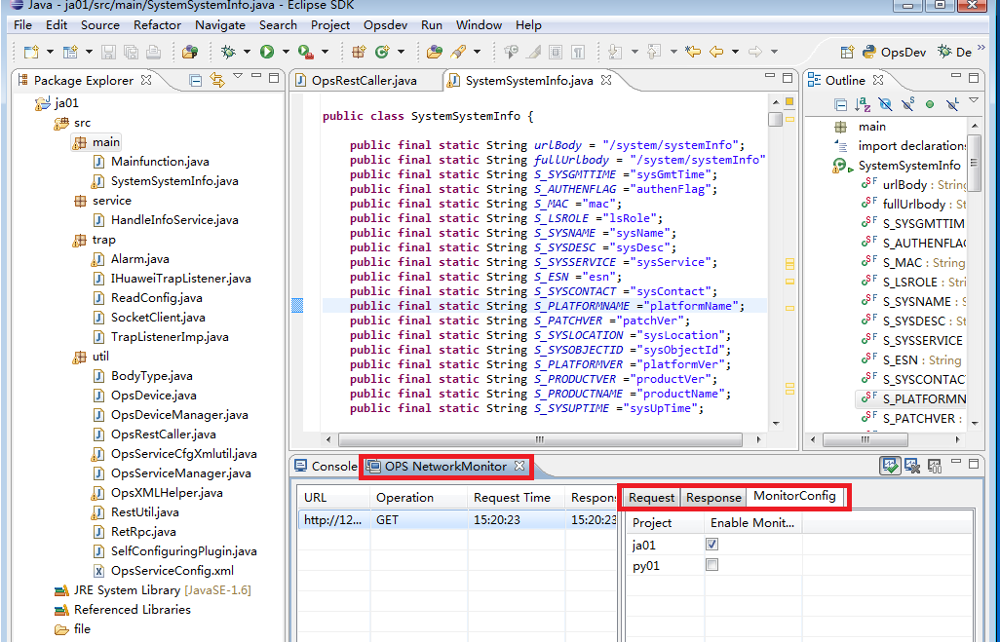 Java - ja01/src/main/SystemSystemInfo.java - Eclipse SDK
File Edit Source Refactor Navigate Search Project Opsdev Run Window Help
OpsDev De
Package Explorer
ja01
src
main
Mainfunction.java
SystemSystemInfo.java
service
HandleInfoService.java
trap
Alarm.java
IHuaweiTrapListener.java
ReadConfig.java
SocketClient.java
TrapListenerImp.java
util
BodyType.java
OpsDevice.java
OpsDeviceManager.java
OpsRestCaller.java
OpsServiceCfgXmlutil.java
OpsServiceManager.java
OpsXMLHelper.java
RestUtil.java
RetRpc.java
SelfConfiguringPlugin.java
OpsServiceConfig.xml
JRE System Library [JavaSE-1.6]
Referenced Libraries
file
OpsRestCaller.java SystemSystemInfo.java
public class SystemSystemInfo {
public final static String urlBody = "/system/systemInfo";
public final static String fullUrlbody = "/system/systemInfo"
public final static String S_SYSGMTTIME ="sysGmtTime";
public final static String S_AUTHENFLAG ="authenFlag";
public final static String S_MAC ="mac";
public final static String S_LSROLE ="lsRole";
public final static String S_SYSNAME ="sysName";
public final static String S_SYSDESC ="sysDesc";
public final static String S_SYSSERVICE ="sysService";
public final static String S_ESN ="esn";
public final static String S_SYSCONTACT ="sysContact";
public final static String S_PLATFORMNAME ="platformName";
public final static String S_PATCHVER ="patchVer";
public final static String S_SYSLOCATION ="sysLocation";
public final static String S_SYSOBJECTID ="sysObjectId";
public final static String S_PLATFORMVER ="platformVer";
public final static String S_PRODUCTVER ="productVer";
public final static String S_PRODUCTNAME ="productName";
public final static String S_SYSUPTIME ="sysUpTime";
Outline
main
import declarations
SystemSystemInfo
urlBody : String
fullUrlbody : St
S_SYSGMTTIM
S_AUTHENFLAG
S_MAC : String
S_LSROLE : Stri
S_SYSNAME : S
S_SYSDESC : St
S_SYSSERVICE
S_ESN : String
S_SYSCONTAC
S_PLATFORMN
S_PATCHVER :
Console OPS NetworkMonitor
URL Operation Request Time Respon
http://12... GET 15:20:23 15:20:23
Request Response MonitorConfig
Project Enable Monit...
ja01
py01